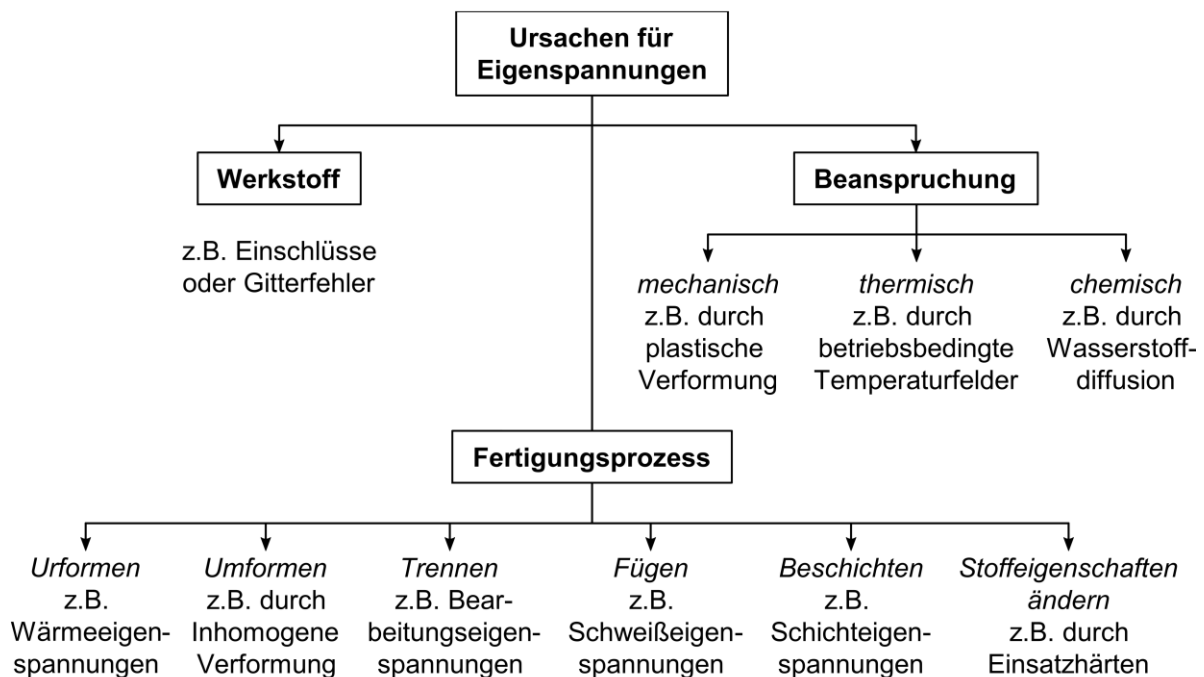 Ursachen für
Eigenspannungen
Werkstoff
Beanspruchung
z.B. Einschlüsse
oder Gitterfehler
mechanisch
z.B. durch
plastische
Verformung
thermisch
z.B. durch
betriebsbedingte
Temperaturfelder
chemisch
z.B. durch
Wasserstoff-
diffusion
Fertigungsprozess
Urformen
z.B.
Wärmeeigen-
spannungen
Umformen
z.B. durch
Inhomogene
Verformung
Trennen
z.B. Bear-
beitungseigen-
spannungen
Fügen
z.B.
Schweißeigen-
spannungen
Beschichten
z.B.
Schichteigen-
spannungen
Stoffeigenschaften
ändern
z.B. durch
Einsatzhärten